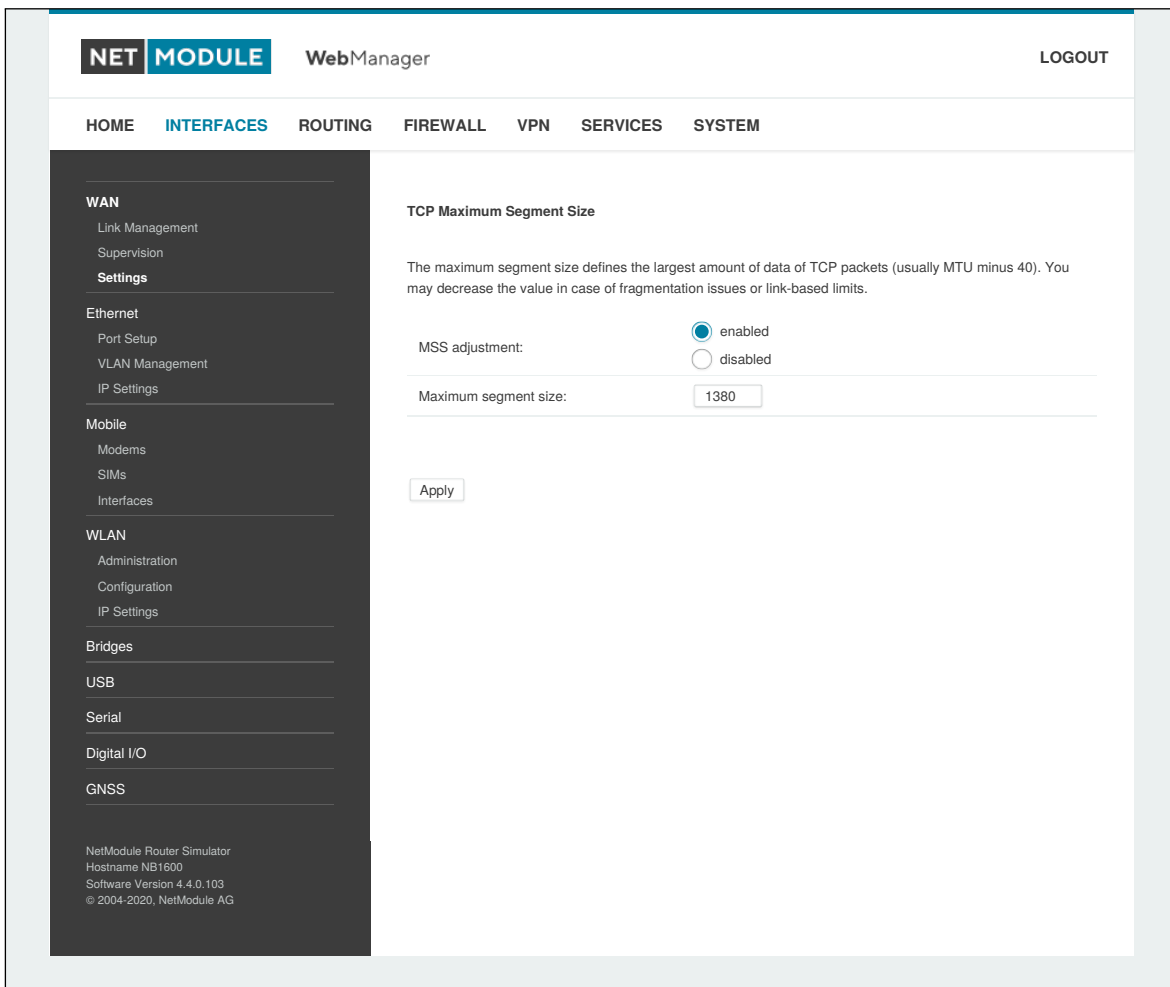 NET MODULE WebManager LOGOUT
HOME INTERFACES ROUTING FIREWALL VPN SERVICES SYSTEM
WAN
Link Management
Supervision
Settings
Ethernet
Port Setup
VLAN Management
IP Settings
Mobile
Modems
SIMs
Interfaces
WLAN
Administration
Configuration
IP Settings
Bridges
USB
Serial
Digital I/O
GNSS
NetModule Router Simulator
Hostname NB1600
Software Version 4.4.0.103
© 2004-2020, NetModule AG
TCP Maximum Segment Size
The maximum segment size defines the largest amount of data of TCP packets (usually MTU minus 40). You
may decrease the value in case of fragmentation issues or link-based limits.
MSS adjustment:
enabled
disabled
Maximum segment size: 1380
Apply